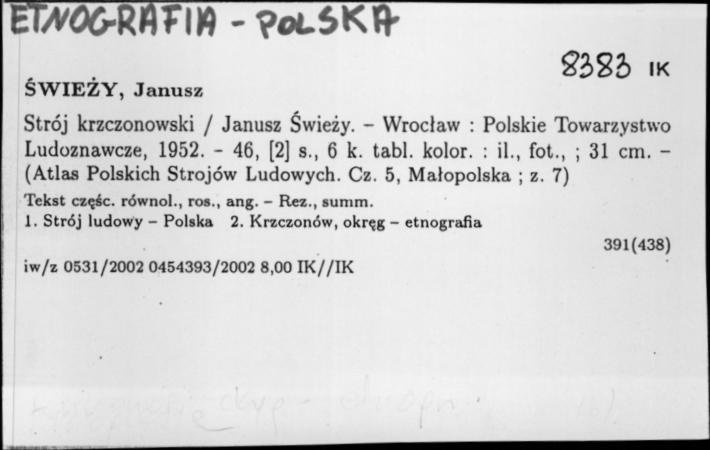 ETNOGRAFIA - POLSKA
8383 IK
ŚWIEŻY, Janusz
Strój krzczonowski / Janusz Świeży. – Wrocław : Polskie Towarzystwo
Ludoznawcze, 1952. – 46, [2] s., 6 k. tabl. kolor. : il., fot., ; 31 cm. –
(Atlas Polskich Strojów Ludowych. Cz. 5, Małopolska ; z. 7)
Tekst częśc. równol., ros., ang. – Rez., summ.
1. Strój ludowy – Polska 2. Krzczonów, okręg – etnografia
391(438)
iw/z 0531/2002 0454393/2002 8,00 IK//IK